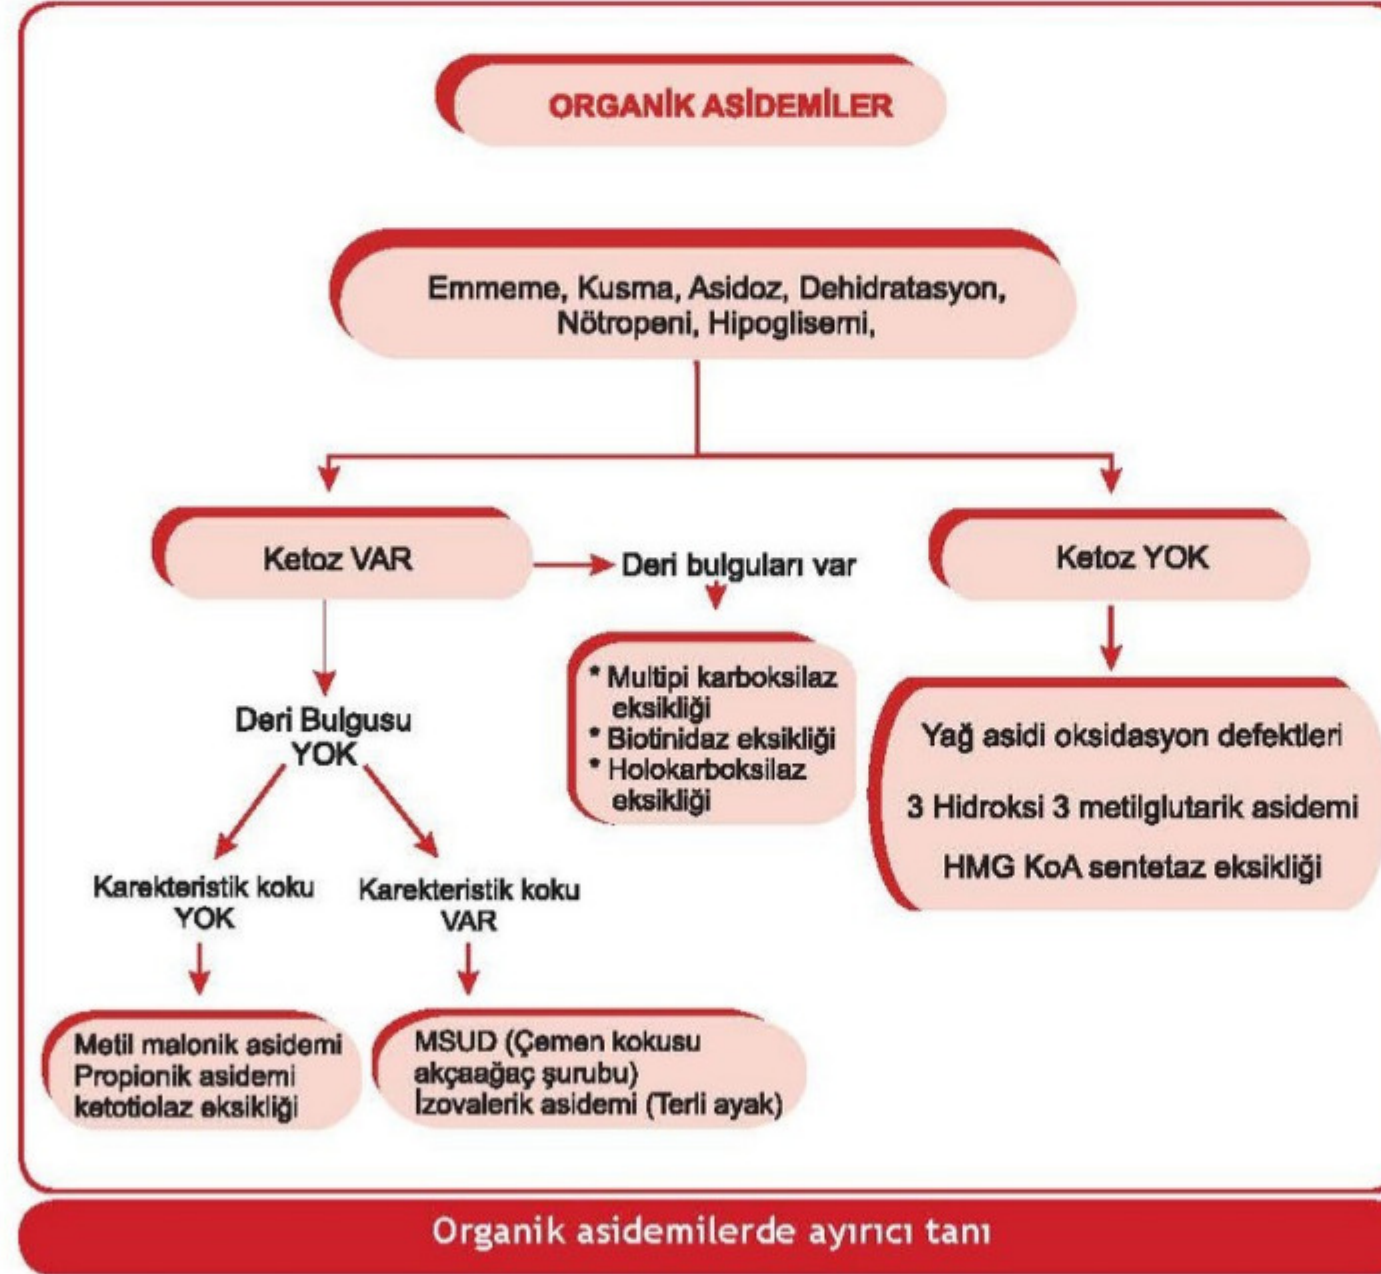 ORGANİK ASİDEMİLER
Emmeme, Kusma, Asidoz, Dehidratasyon,
Nötropeni, Hipoglisemi,
Ketoz VAR
Deri bulguları var
Ketoz YOK
* Multipi karboksilaz
eksikliği
* Biotinidaz eksikliği
* Holokarboksilaz
eksikliği
Yağ asidi oksidasyon defektleri
3 Hidroksi 3 metilglutarik asidemi
HMG KoA sentetaz eksikliği
Deri Bulgusu
YOK
Karekteristik koku
YOK
Karekteristik koku
VAR
Metil malonik asidemi
Propionik asidemi
ketotiolaz eksikliği
MSUD (Çemen kokusu
akçaağaç şurubu)
İzovalerik asidemi (Terli ayak)
Organik asidemilerde ayırıcı tanı